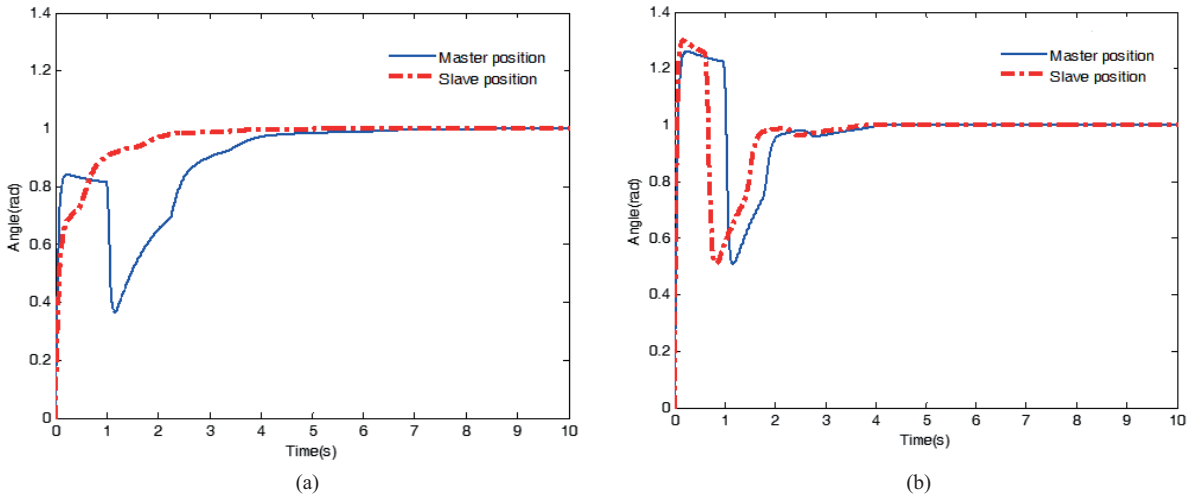 1.4
1.2
1
0.8
0.6
0.4
0.2
0
Angle(rad)
Master position
Slave position
0 1 2 3 4 5 6 7 8 9 10
Time(s)
(a)
1.4
1.2
1
0.8
0.6
0.4
0.2
0
Angle(rad)
Master position
Slave position
0 1 2 3 4 5 6 7 8 9 10
Time(s)
(b)